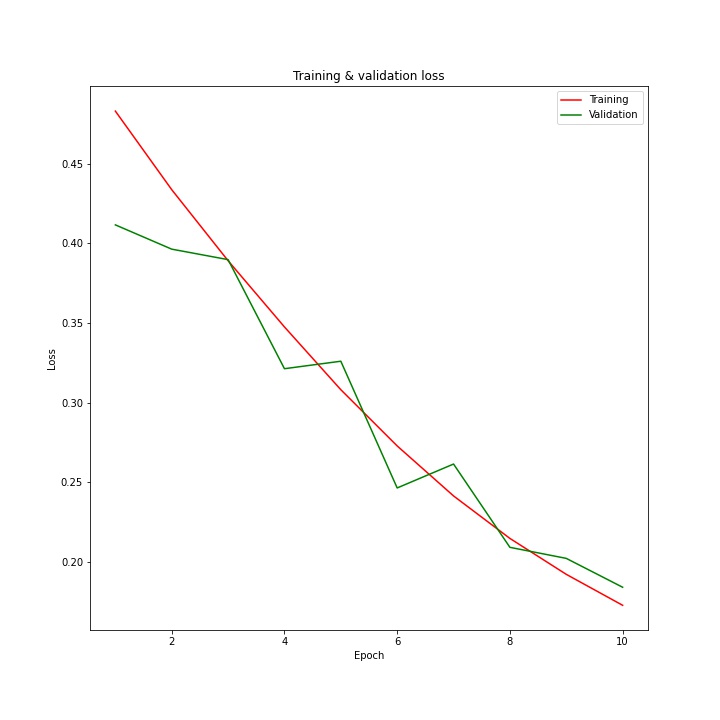 Training & validation loss
Training
Validation
0.45
0.40
0.35
0.30
0.25
0.20
Loss
2 4 6 8 10
Epoch